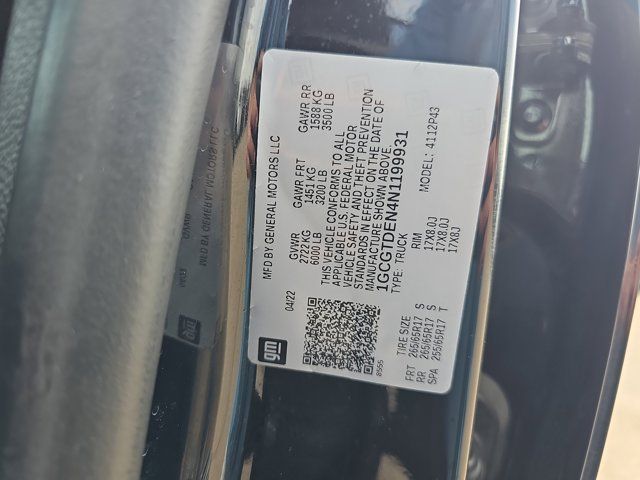 gm
MFD BY GENERAL MOTORS LLC
04/22
GVWR GAWR FRT GAWR RR
2722 KG 1451 KG 1588 KG
6000 LB 3200 LB 3500 LB
THIS VEHICLE CONFORMS TO ALL
APPLICABLE U.S. FEDERAL MOTOR
VEHICLE SAFETY AND THEFT PREVENTION
STANDARDS IN EFFECT ON THE DATE OF
MANUFACTURE SHOWN ABOVE.
1GCGTDEN4N1199931
TYPE: TRUCK MODEL: 4112P43
TIRE SIZE RIM
FRT 265/65R17 S 17X8.0J
RR 265/65R17 S 17X8.0J
SPA 255/65R17 T 17X8J